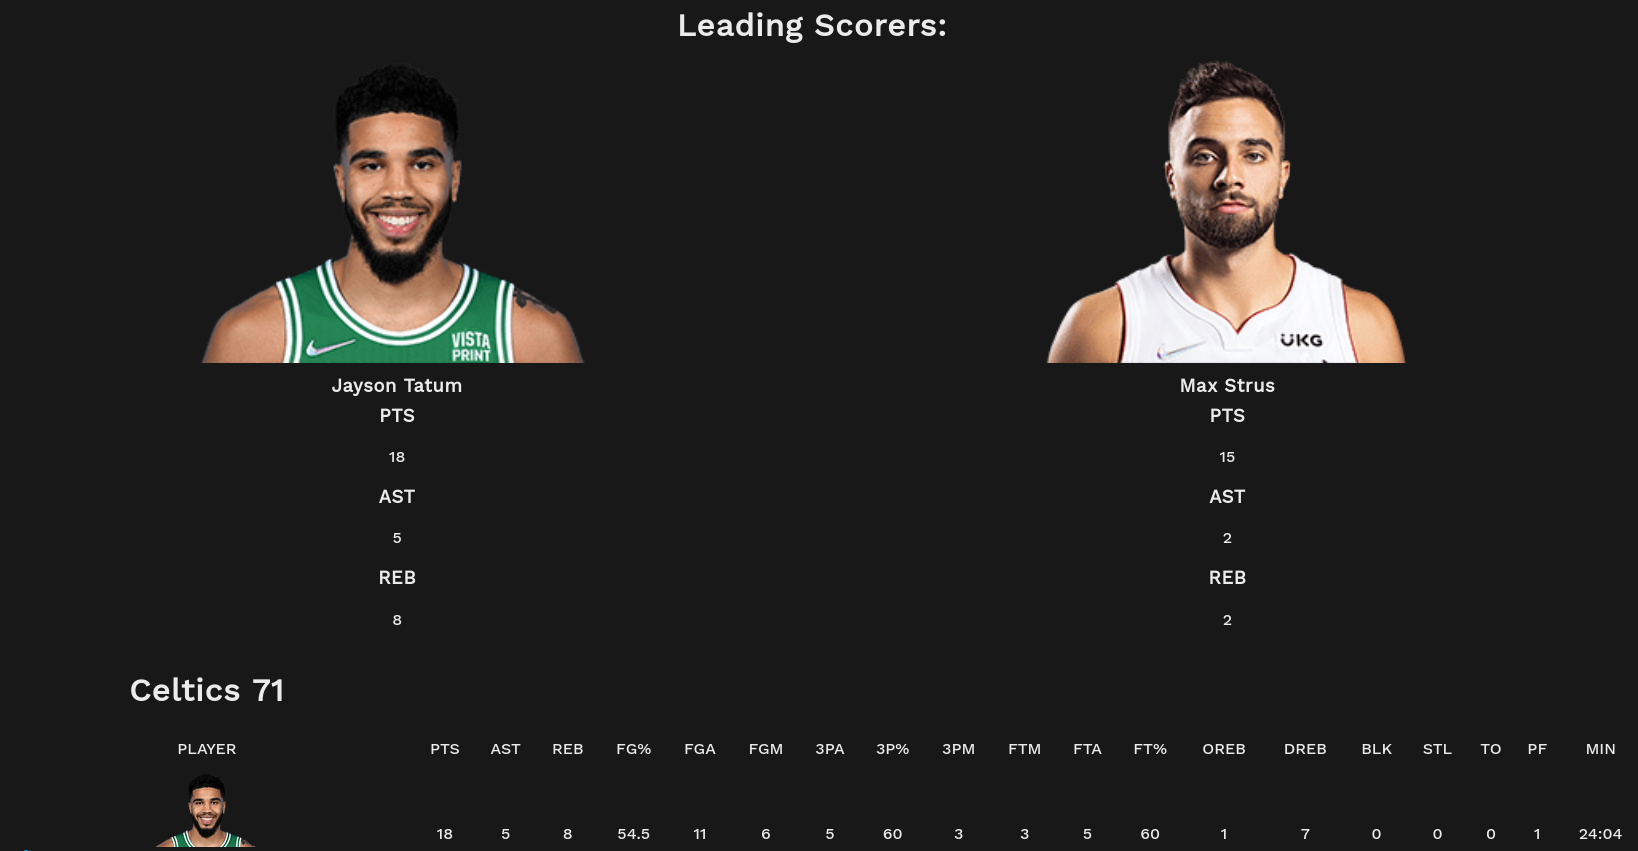 Leading Scorers:
VISTA
PRINT
UKG
Jayson Tatum
Max Strus
PTS
PTS
18
15
AST
AST
5
2
REB
REB
8
2
Celtics 71
PLAYER PTS AST REB FG% FGA FGM 3PA 3P% 3PM FTM FTA FT% OREB DREB BLK STL TO PF MIN
18 5 8 54.5 11 6 5 60 3 3 5 60 1 7 0 0 0 1 24:04